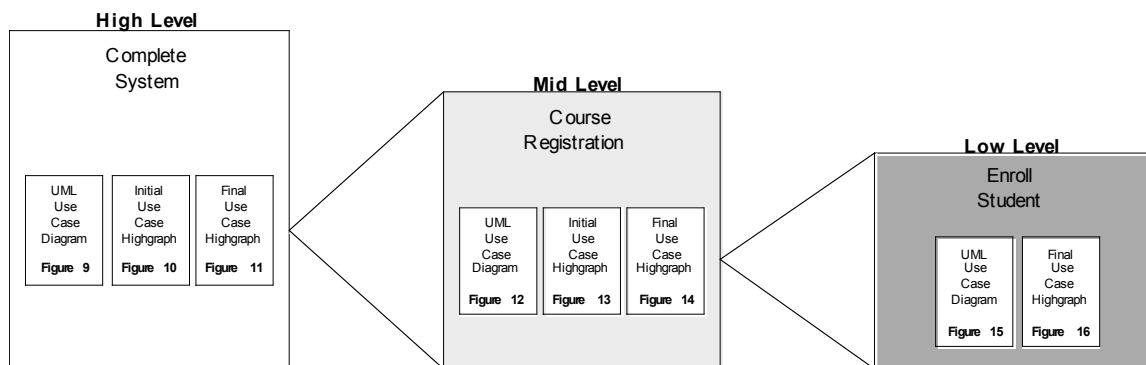 High Level
Complete
System
UML
Use
Case
Diagram
Figure 9
Initial
Use
Case
Highgraph
Figure 10
Final
Use
Case
Highgraph
Figure 11
Mid Level
Course
Registration
UML
Use
Case
Diagram
Figure 12
Initial
Use
Case
Highgraph
Figure 13
Final
Use
Case
Highgraph
Figure 14
Low Level
Enroll
Student
UML
Use
Case
Diagram
Figure 15
Final
Use
Case
Highgraph
Figure 16